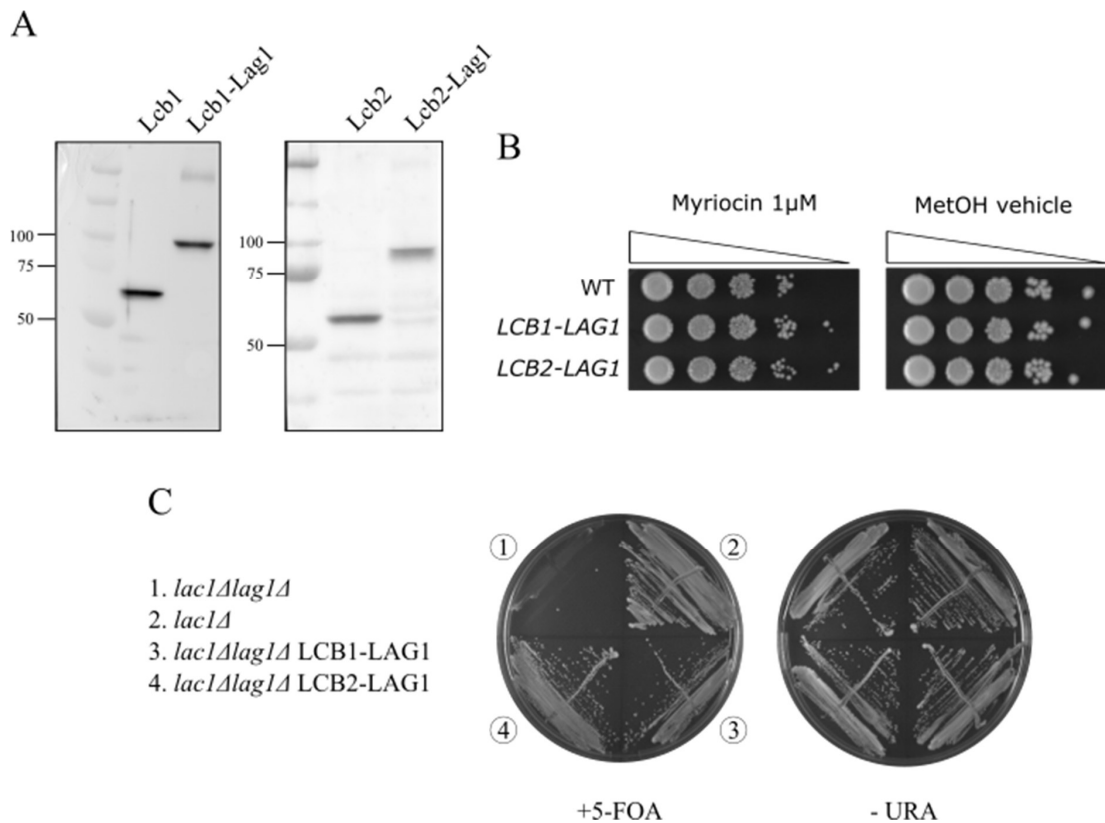 A
Lcb1
Lcb1-Lag1
Lcb2
Lcb2-Lag1
100
75
50
100
75
50
B
Myriocin 1µM
MetOH vehicle
WT
LCB1-LAG1
LCB2-LAG1
C
1. lac1Δlag1Δ
2. lac1Δ
3. lac1Δlag1Δ LCB1-LAG1
4. lac1Δlag1Δ LCB2-LAG1
1
2
4
3
+5-FOA
- URA